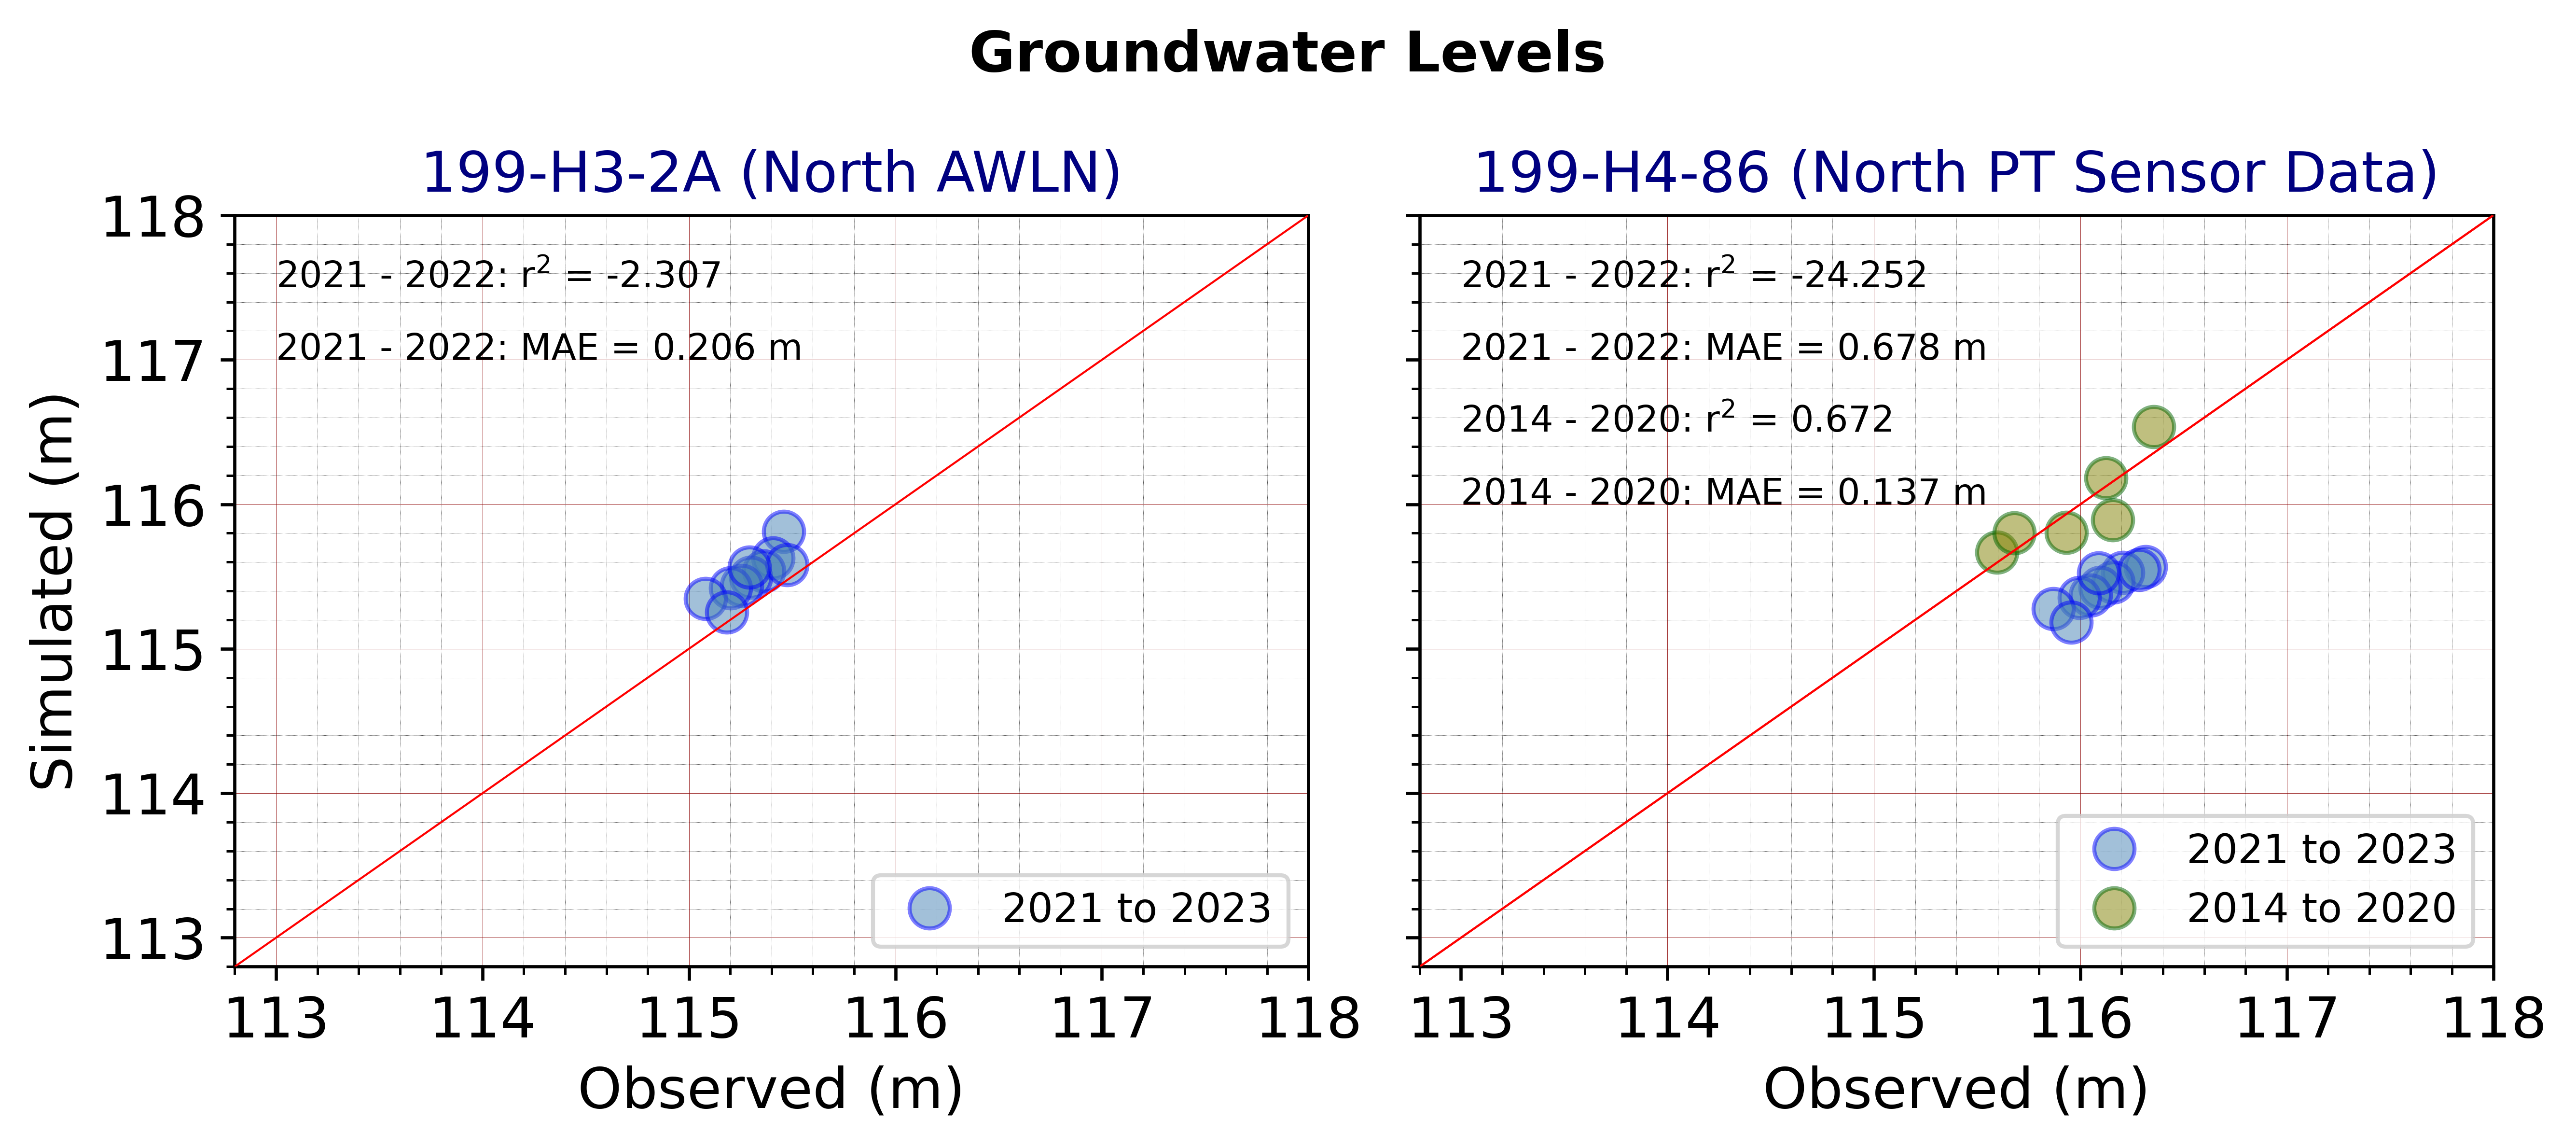 Groundwater Levels
199-H3-2A (North AWLN)
118
117
116
115
114
113
Simulated (m)
2021 - 2022: r² = -2.307
2021 - 2022: MAE = 0.206 m
2021 to 2023
113 114 115 116 117 118
Observed (m)
199-H4-86 (North PT Sensor Data)
2021 - 2022: r² = -24.252
2021 - 2022: MAE = 0.678 m
2014 - 2020: r² = 0.672
2014 - 2020: MAE = 0.137 m
2021 to 2023
2014 to 2020
113 114 115 116 117 118
Observed (m)